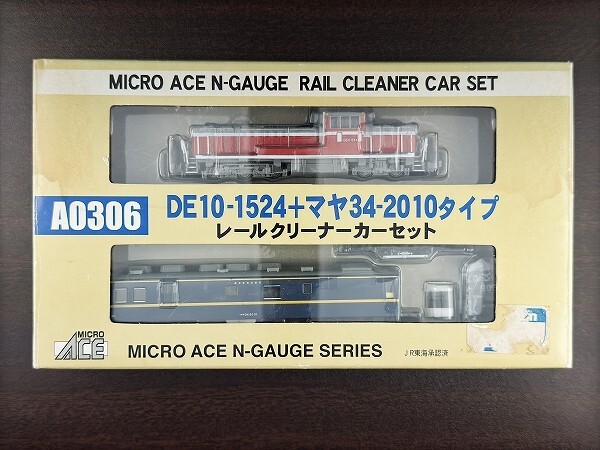 MICRO ACE N-GAUGE RAIL CLEANER CAR SET
A0306
DE10-1524+マヤ34-2010タイプ
レールクリーナーカーセット
MICRO
ACE
MICRO ACE N-GAUGE SERIES
JR東海承認済